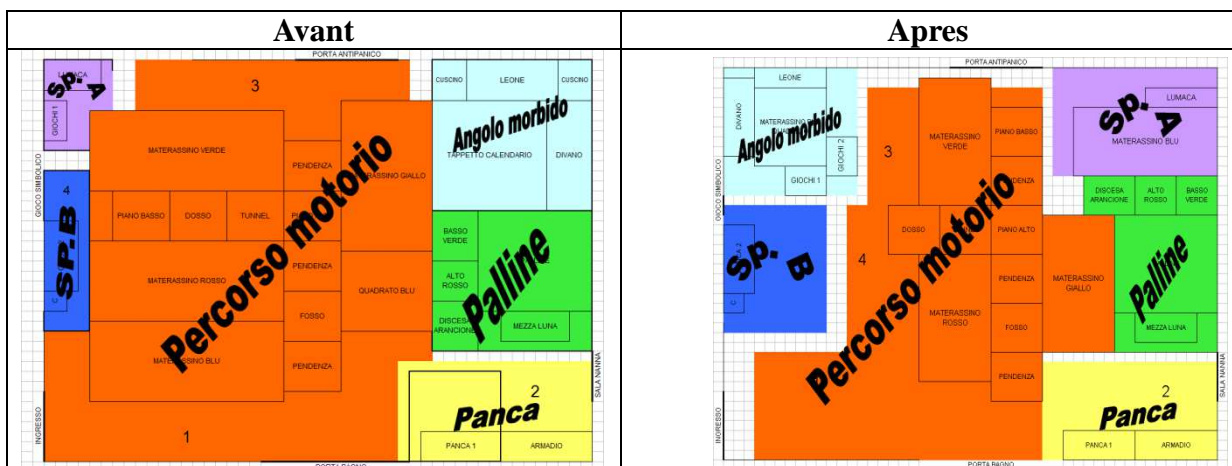 Avant
Apres
PORTA ANTIPANICO
LUMACA
Sp. A
3
CUSCINO
LEONE
CUSCINO
GIOCHI 1
Angolo morbido
TAPPETTO CALENDARIO
DIVANO
MATERASSINO VERDE
PENDENZA
GIOCO SIMBOLICO
4
SP.B
C
PIANO BASSO
DOSSO
TUNNEL
Percorso motorio
BASSO VERDE
MATERASSINO ROSSO
PENDENZA
ALTO ROSSO
Palline
QUADRATO BLU
FOSSO
DISCESA ARANCIONE
MEZZA LUNA
MATERASSINO BLU
PENDENZA
SALA NANNA
INGRESSO
1
2
Panca
PANCA 1
ARMADIO
PORTA BAGNO
PORTA ANTIPANICO
LEONE
DIVANO
Angolo morbido
GIOCHI 2
GIOCHI 1
3
MATERASSINO VERDE
PIANO BASSO
LUMACA
Sp. A
MATERASSINO BLU
GIOCO SIMBOLICO
DISCESA ARANCIONE
ALTO ROSSO
BASSO VERDE
Sp. B
C
4
DOSSO
PIANO ALTO
Percorso motorio
PENDENZA
MATERASSINO GIALLO
Palline
MATERASSINO ROSSO
FOSSO
MEZZA LUNA
PENDENZA
SALA NANNA
INGRESSO
2
Panca
PANCA 1
ARMADIO
PORTA BAGNO